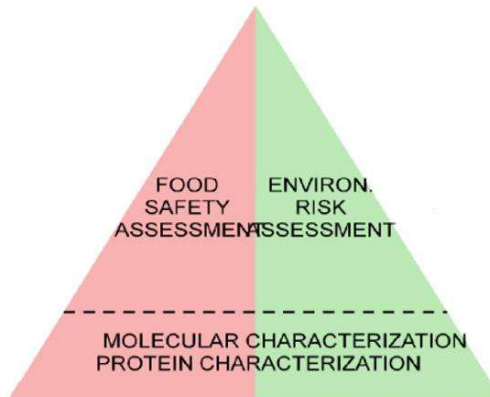 FOOD
SAFETY
ASSESSMENT
ENVIRON.
RISK
ASSESSMENT
MOLECULAR CHARACTERIZATION
PROTEIN CHARACTERIZATION